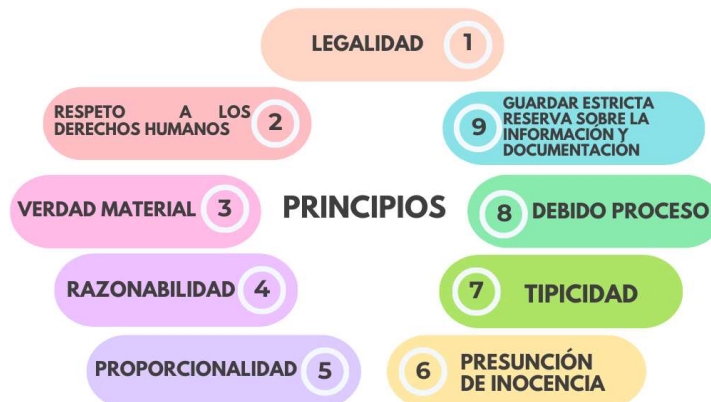 LEGALIDAD 1
RESPETO A LOS
DERECHOS HUMANOS 2
VERDAD MATERIAL 3
RAZONABILIDAD 4
PROPORCIONALIDAD 5
PRINCIPIOS
6 PRESUNCIÓN
DE INOCENCIA
7 TIPICIDAD
8 DEBIDO PROCESO
9 GUARDAR ESTRICTA
RESERVA SOBRE LA
INFORMACIÓN Y
DOCUMENTACIÓN